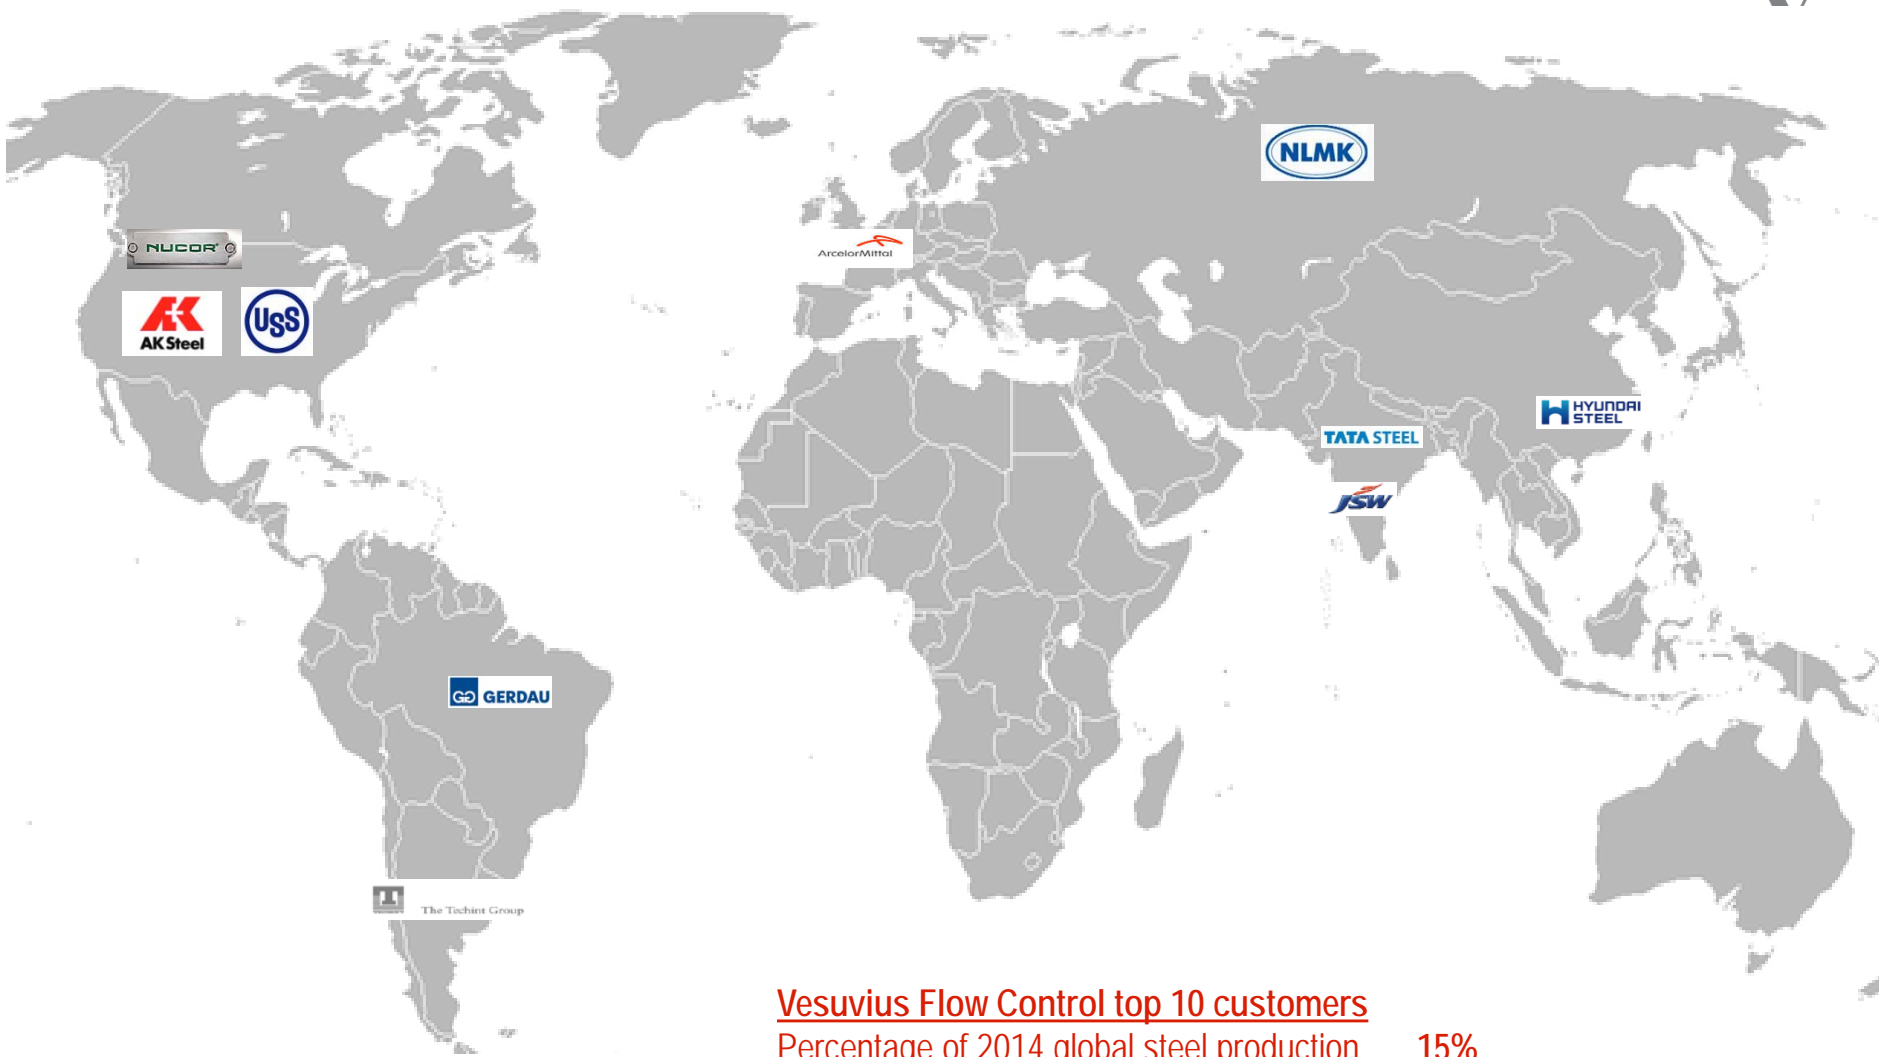 NLMK
NUCOR
ArcelorMittal
AK Steel
USS
HYUNDAI
STEEL
TATA STEEL
JSW
GERDAU
The Techint Group
Vesuvius Flow Control top 10 customers
Percentage of 2014 global steel production 15%